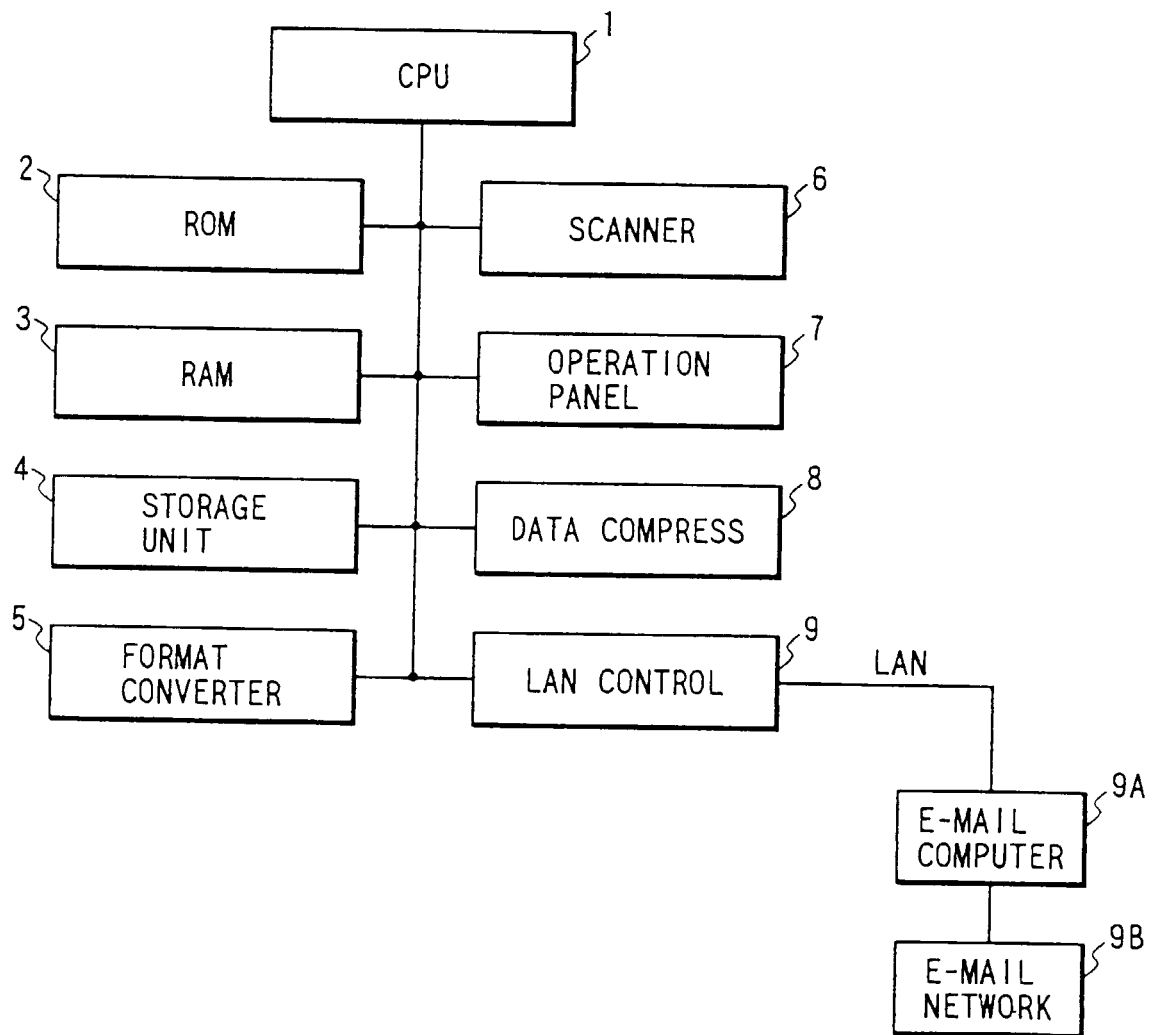 1
CPU
2
ROM
6
SCANNER
3
RAM
7
OPERATION
PANEL
4
STORAGE
UNIT
8
DATA COMPRESS
5
FORMAT
CONVERTER
9
LAN CONTROL
LAN
9A
E-MAIL
COMPUTER
9B
E-MAIL
NETWORK